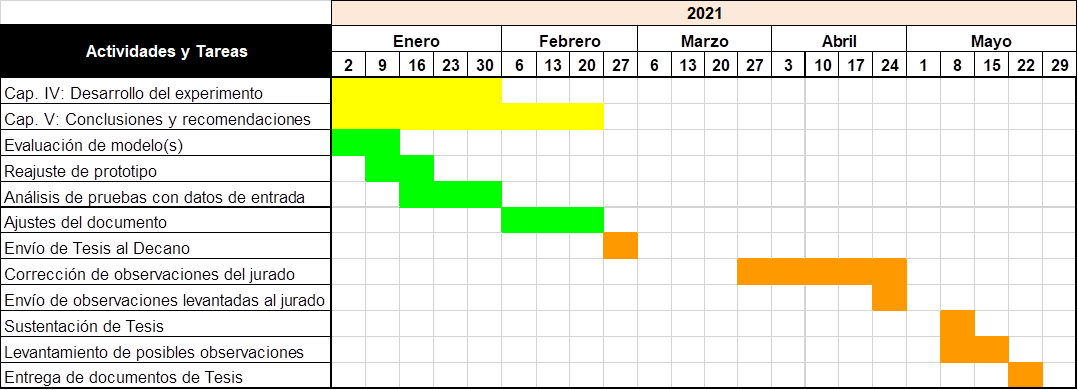 2021
Actividades y Tareas
Enero Febrero Marzo Abril Mayo
2 9 16 23 30 6 13 20 27 6 13 20 27 3 10 17 24 1 8 15 22 29
Cap. IV: Desarrollo del experimento
Cap. V: Conclusiones y recomendaciones
Evaluación de modelo(s)
Reajuste de prototipo
Análisis de pruebas con datos de entrada
Ajustes del documento
Envío de Tesis al Decano
Corrección de observaciones del jurado
Envío de observaciones levantadas al jurado
Sustentación de Tesis
Levantamiento de posibles observaciones
Entrega de documentos de Tesis